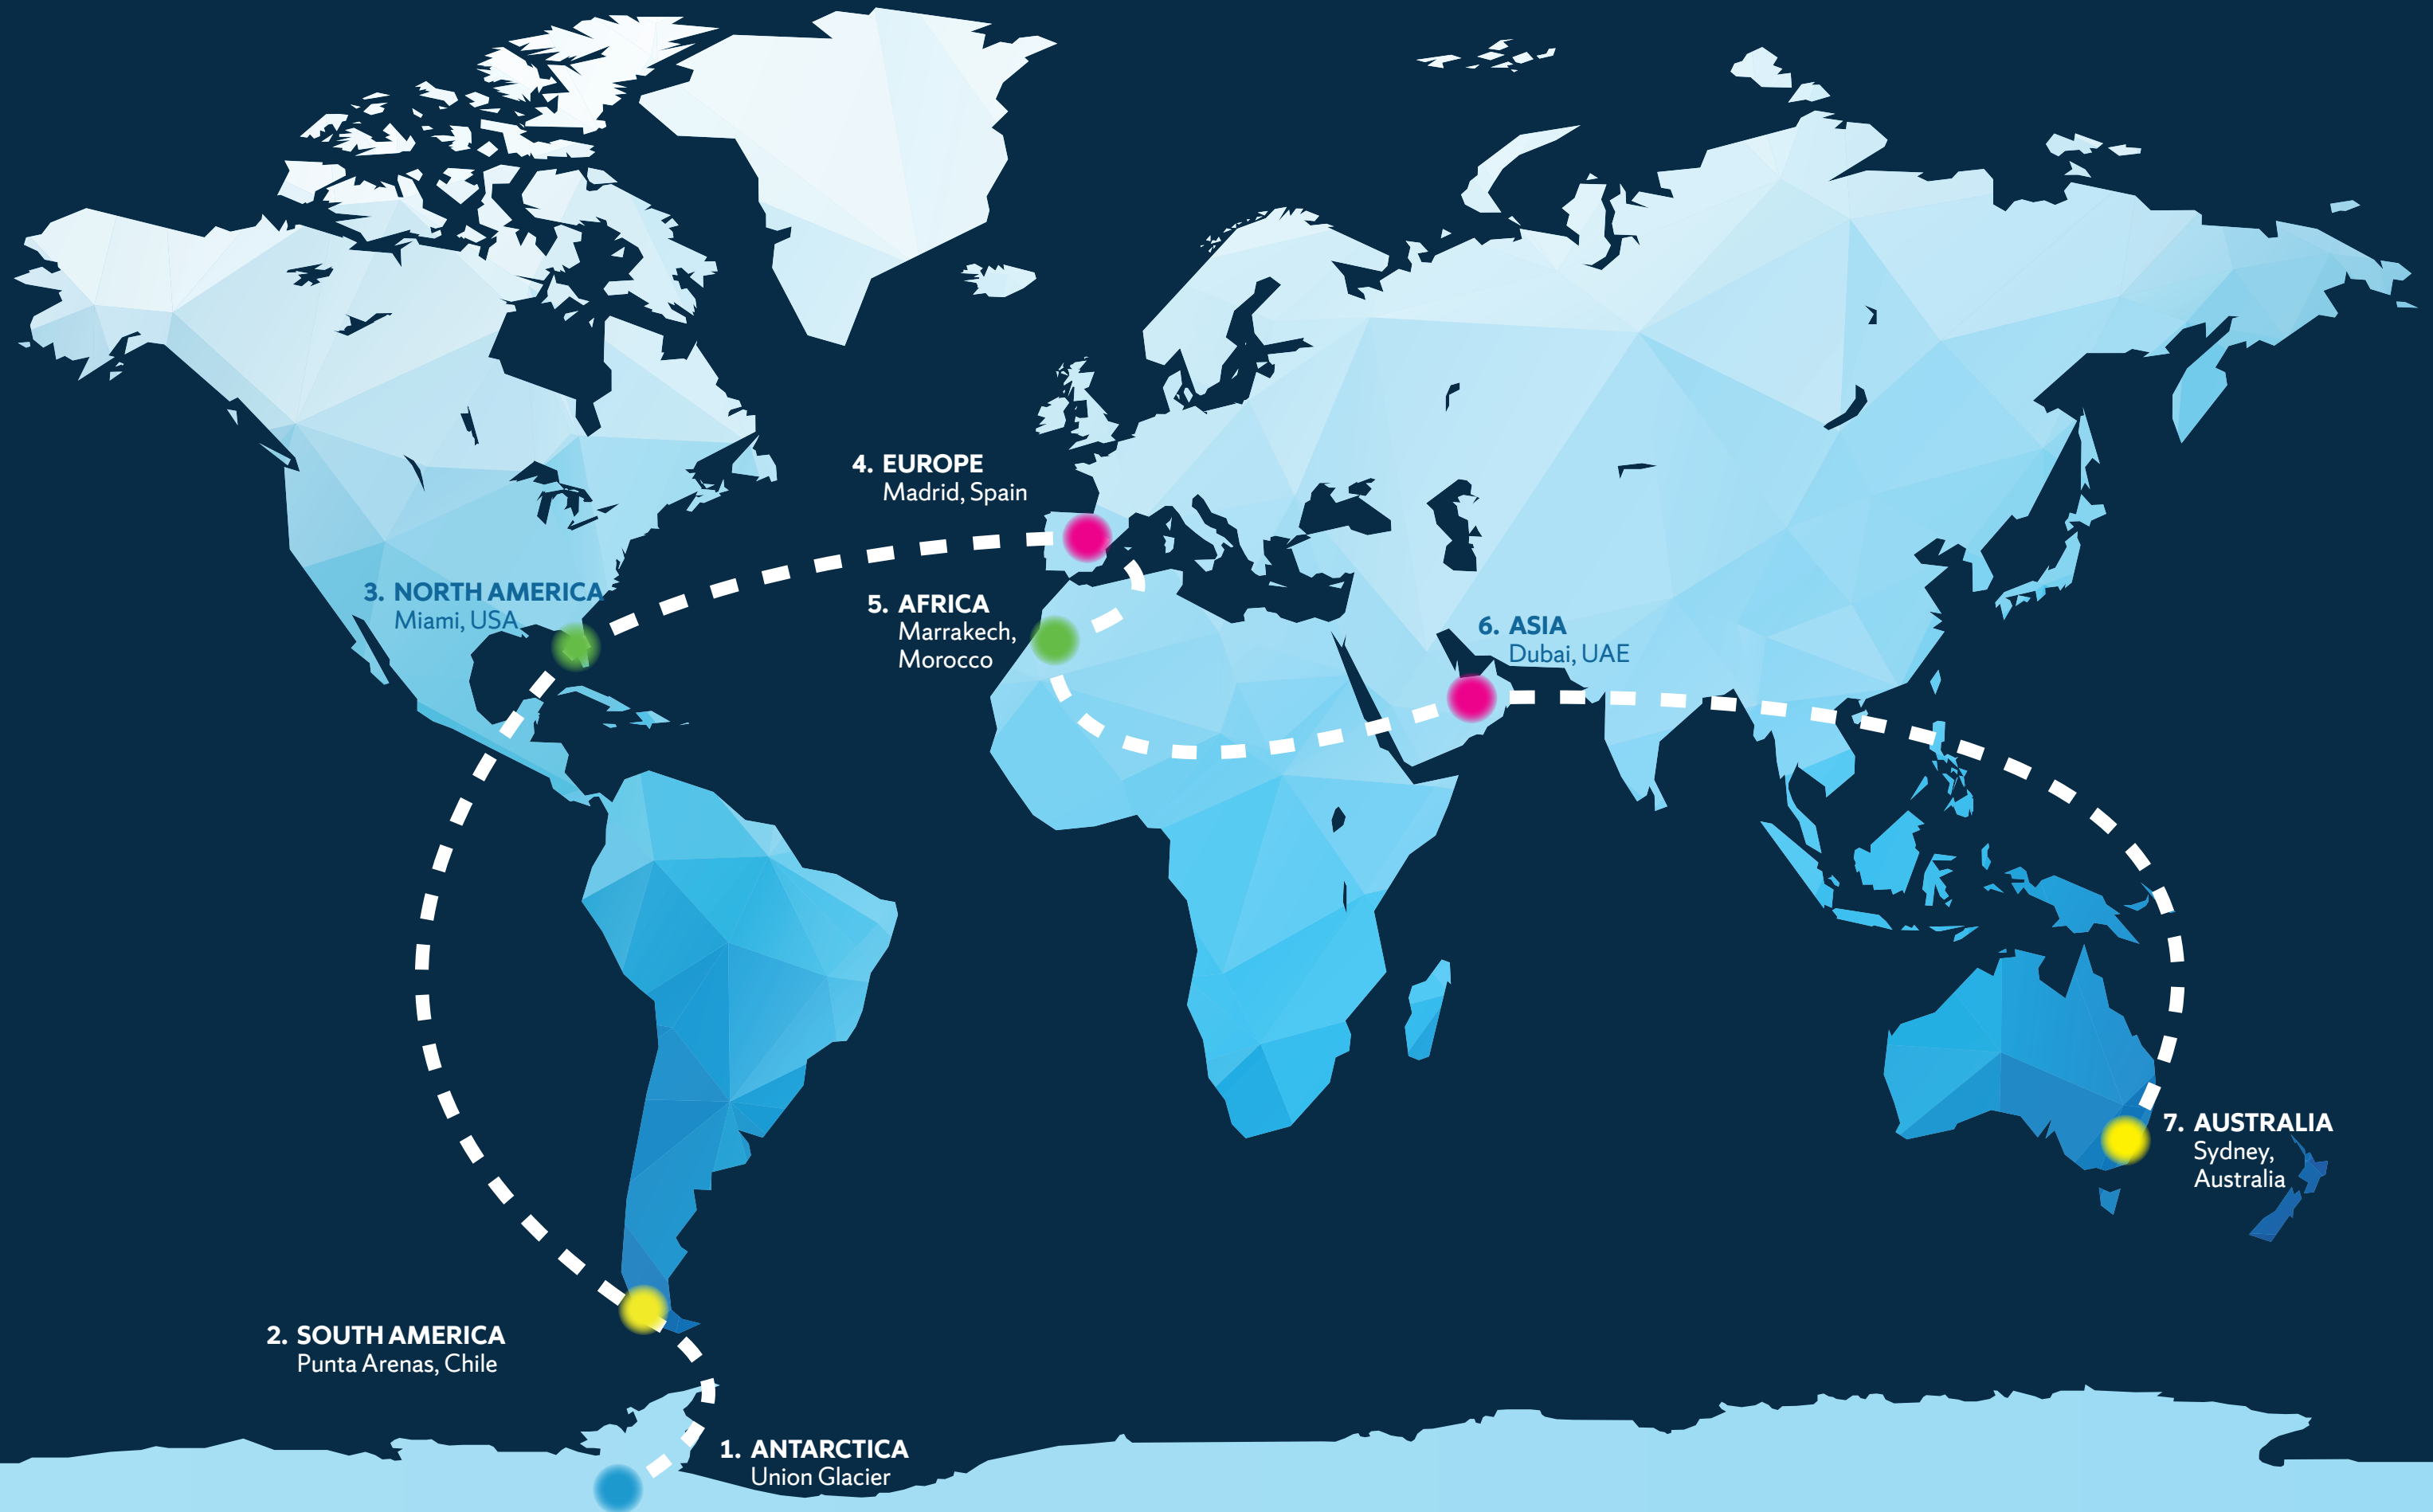 4. EUROPE
Madrid, Spain
3. NORTH AMERICA
Miami, USA
5. AFRICA
Marrakech,
Morocco
6. ASIA
Dubai, UAE
7. AUSTRALIA
Sydney,
Australia
2. SOUTH AMERICA
Punta Arenas, Chile
1. ANTARCTICA
Union Glacier